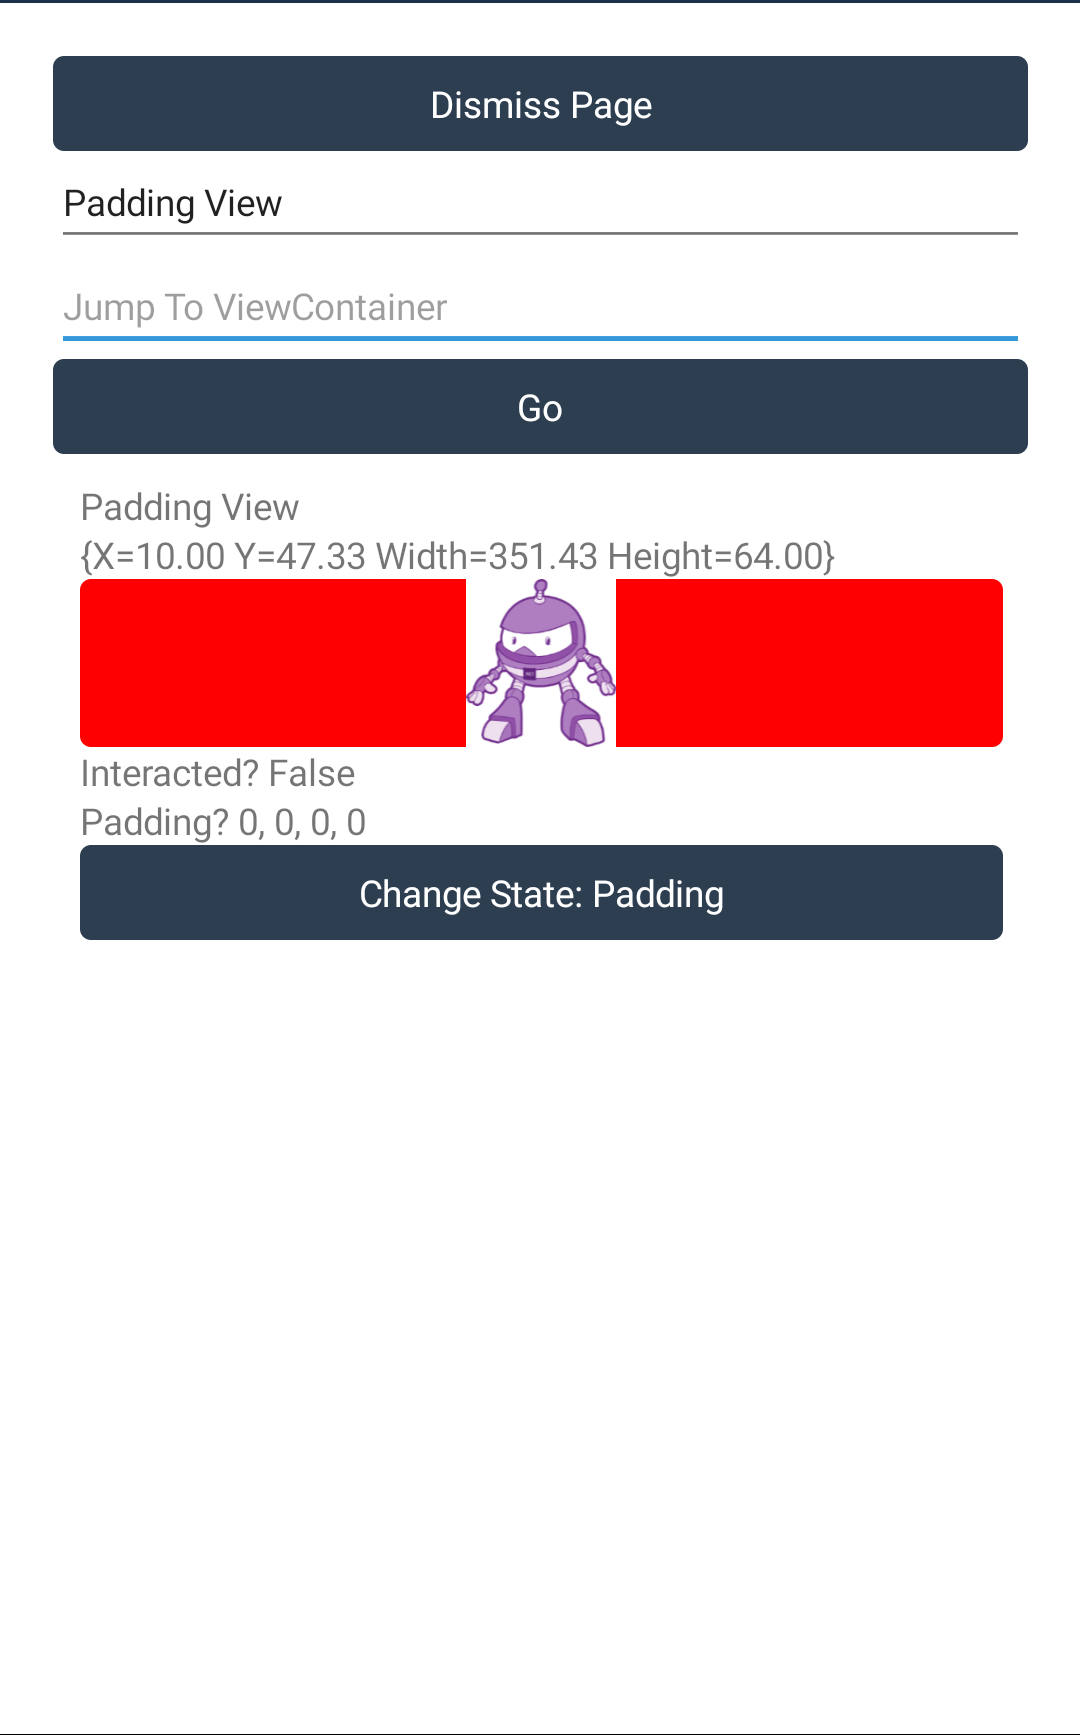 Dismiss Page
Padding View
Jump To ViewContainer
Go
Padding View
{X=10.00 Y=47.33 Width=351.43 Height=64.00}
Interacted? False
Padding? 0, 0, 0, 0
Change State: Padding